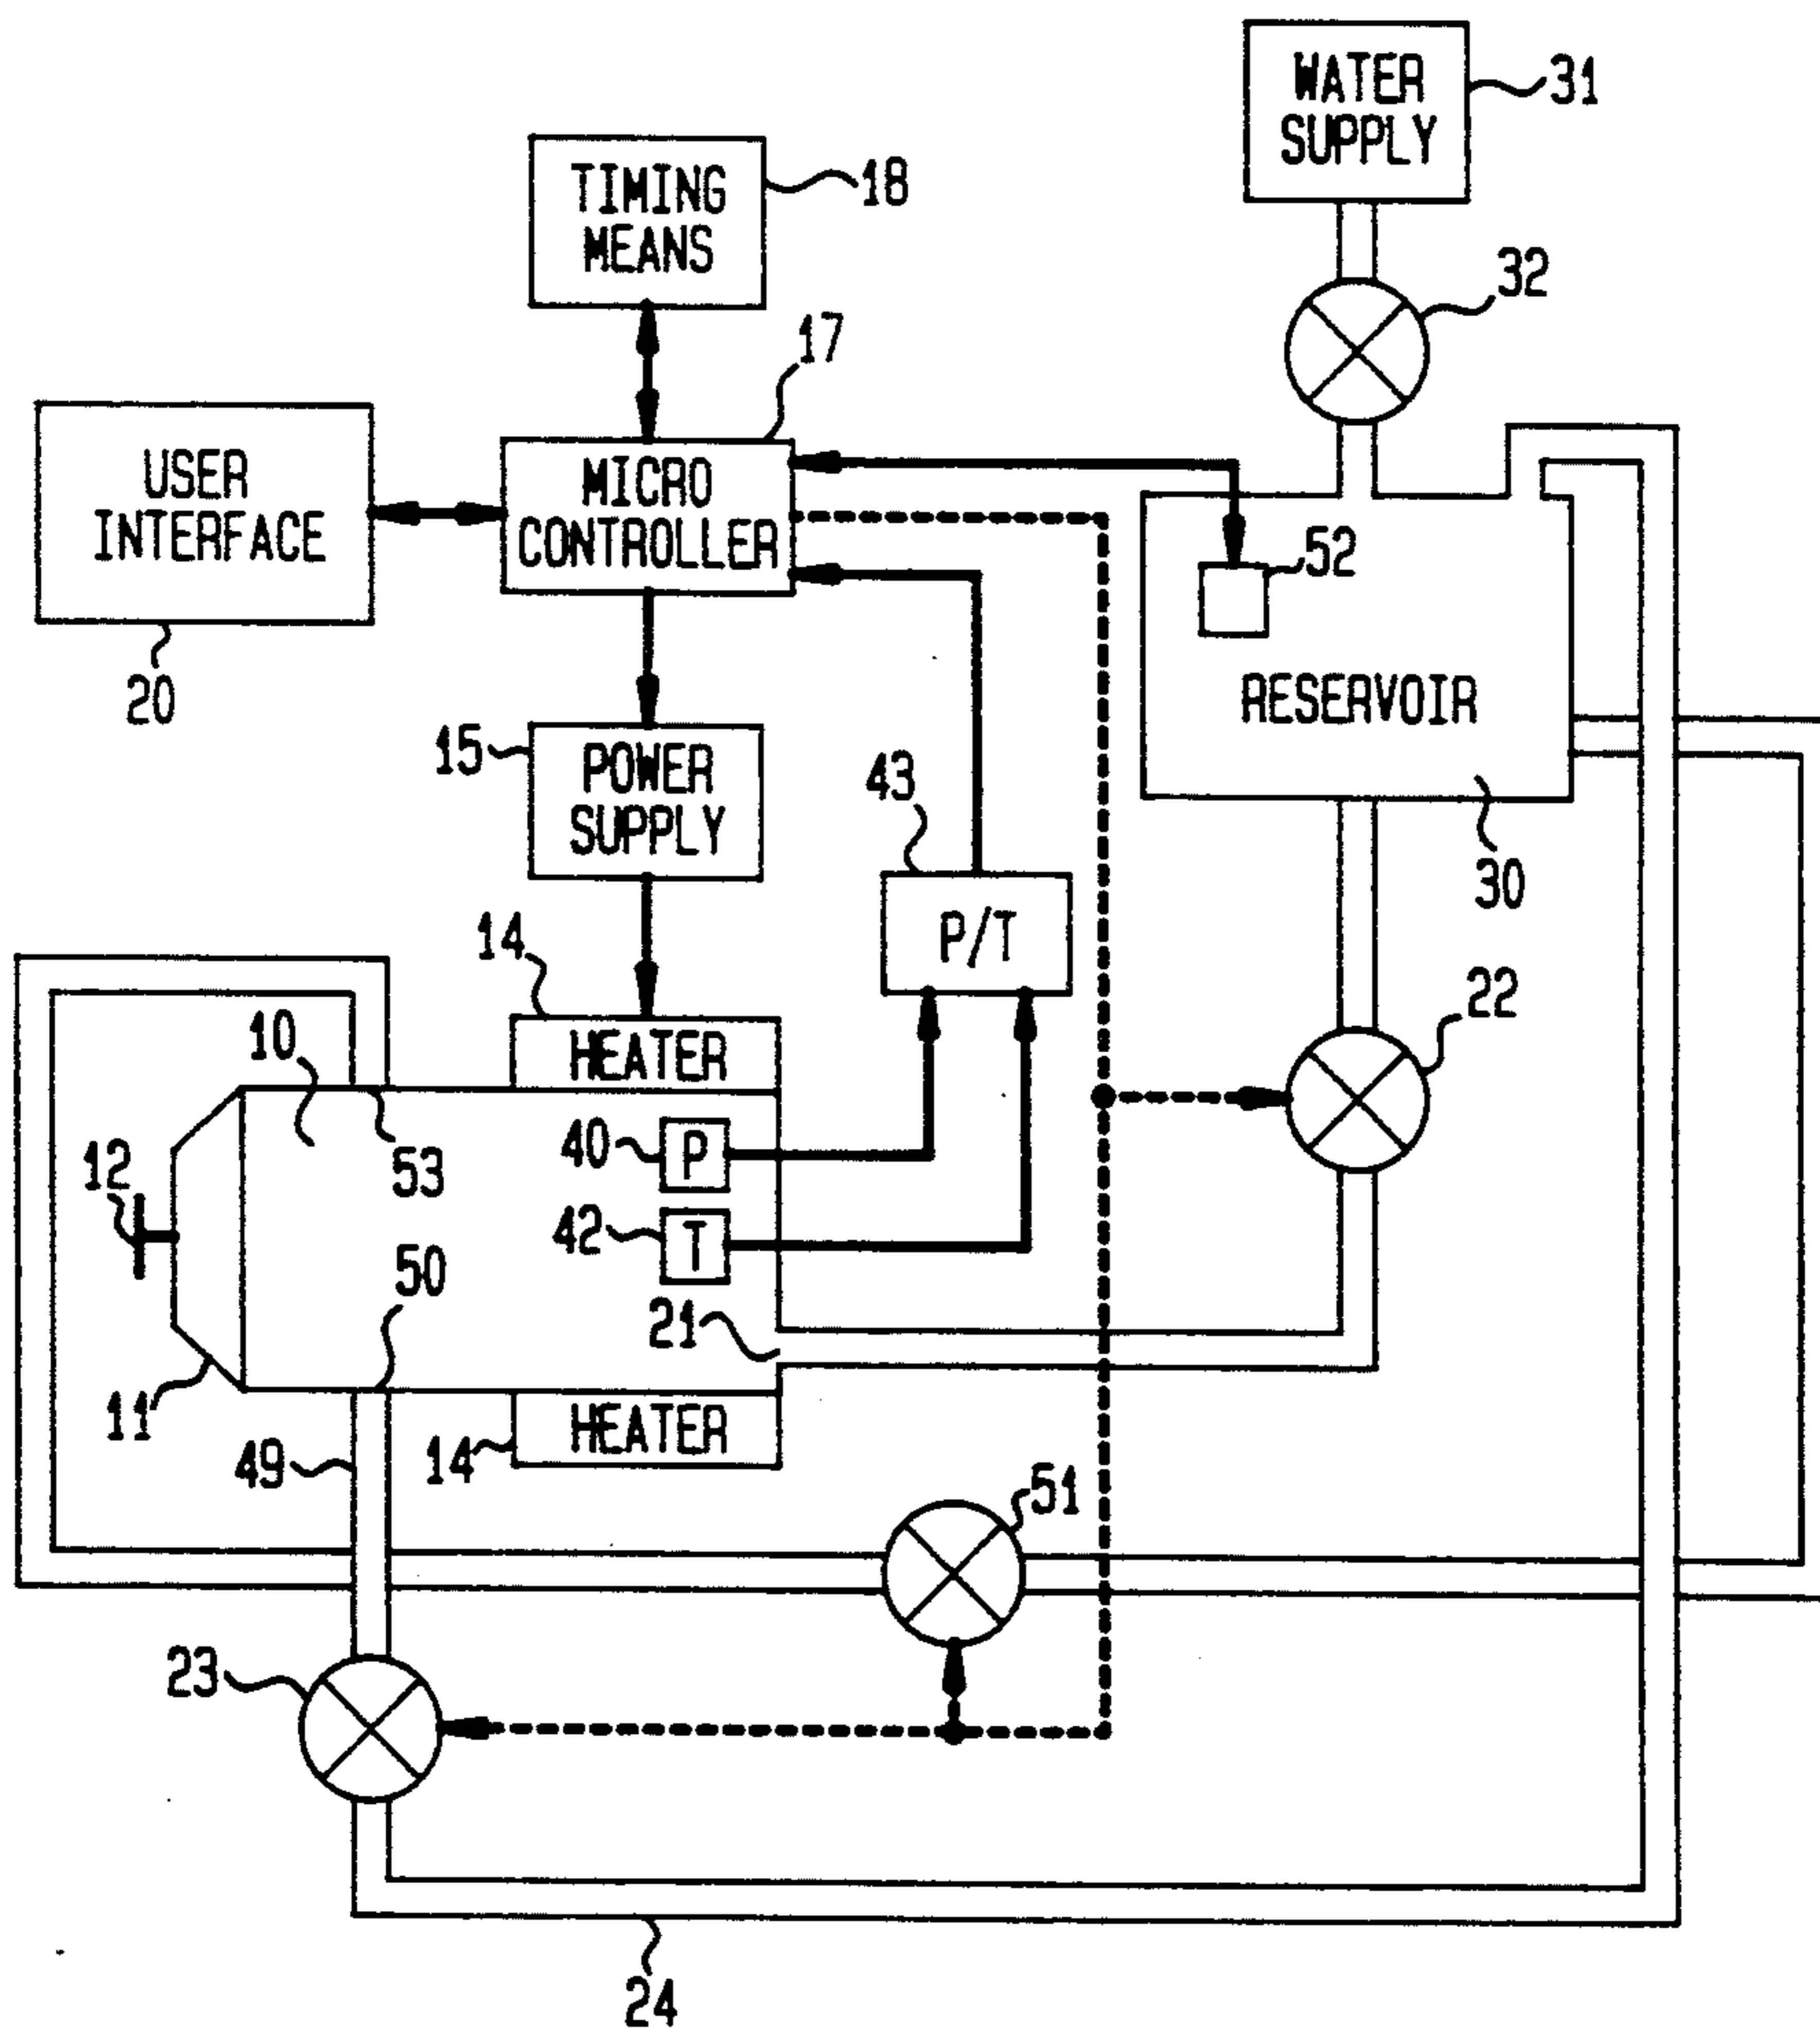 WATER
SUPPLY
31
TIMING
MEANS
18
32
17
USER
INTERFACE
MICRO
CONTROLLER
52
20
RESERVOIR
15
POWER
SUPPLY
43
30
P/T
14
HEATER
22
10
40
P
12
53
42
T
50
21
11
HEATER
49
14
51
23
24